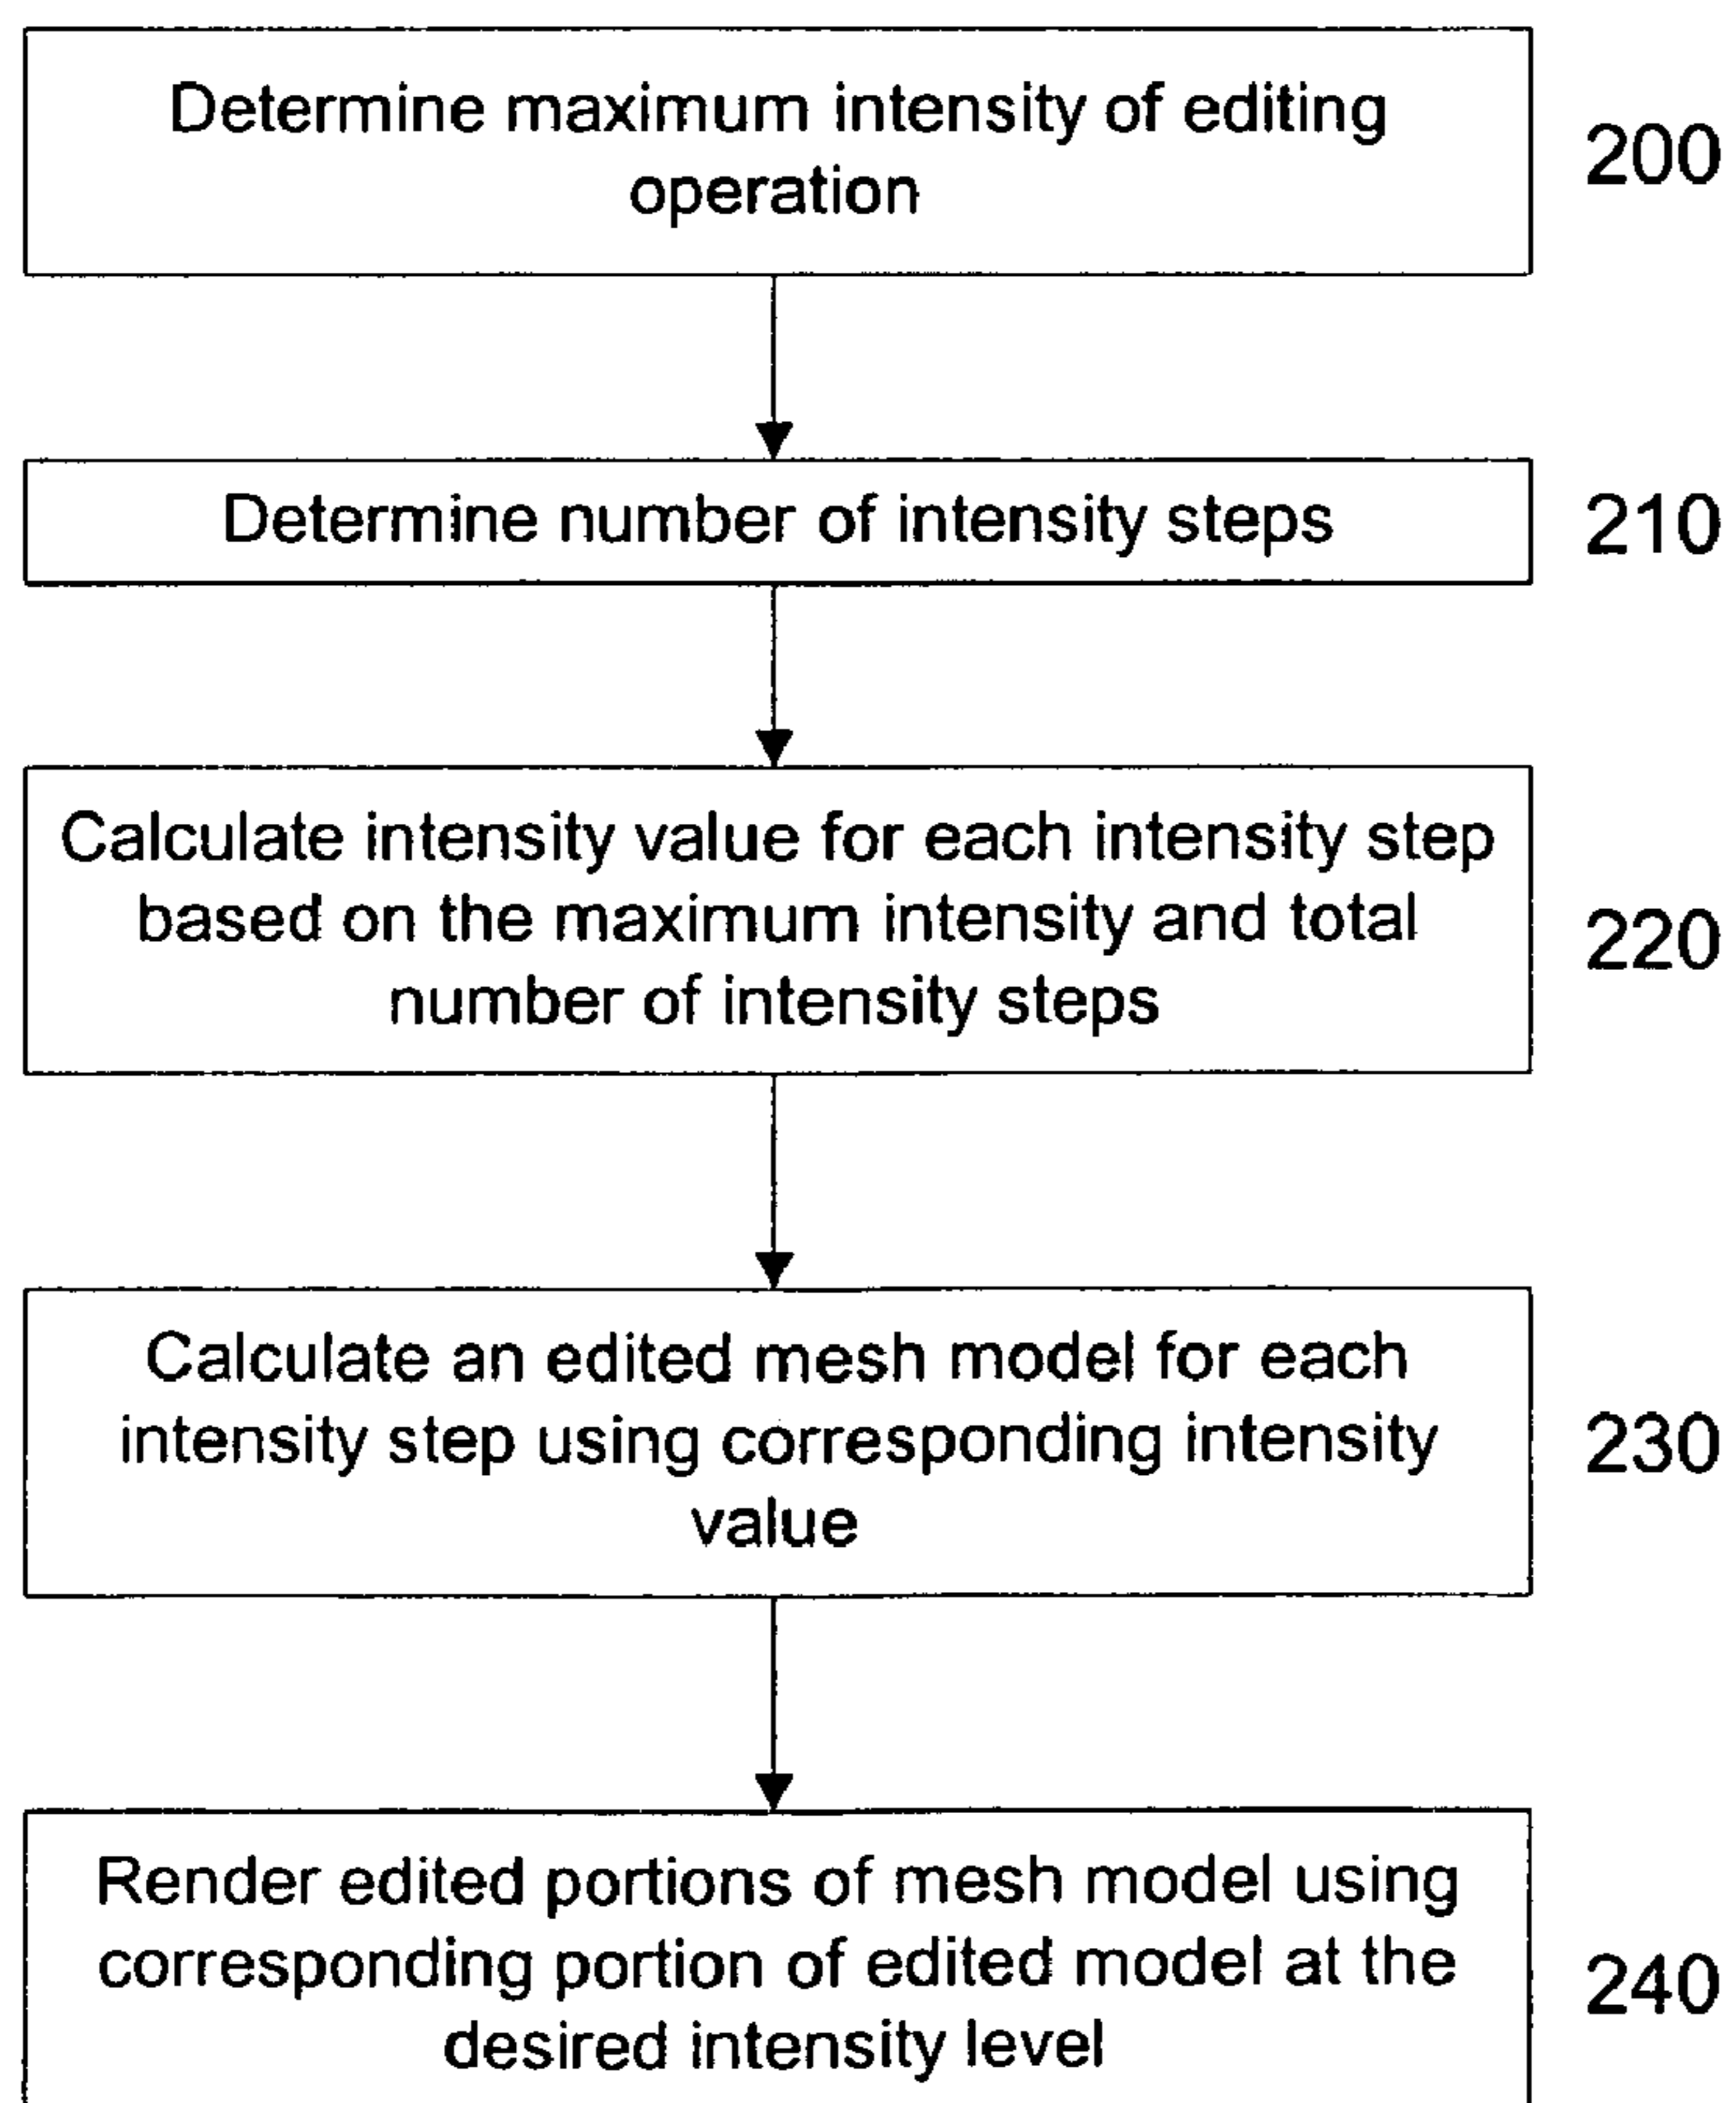 Determine maximum intensity of editing
operation
200
Determine number of intensity steps
210
Calculate intensity value for each intensity step
based on the maximum intensity and total
number of intensity steps
220
Calculate an edited mesh model for each
intensity step using corresponding intensity
value
230
Render edited portions of mesh model using
corresponding portion of edited model at the
desired intensity level
240